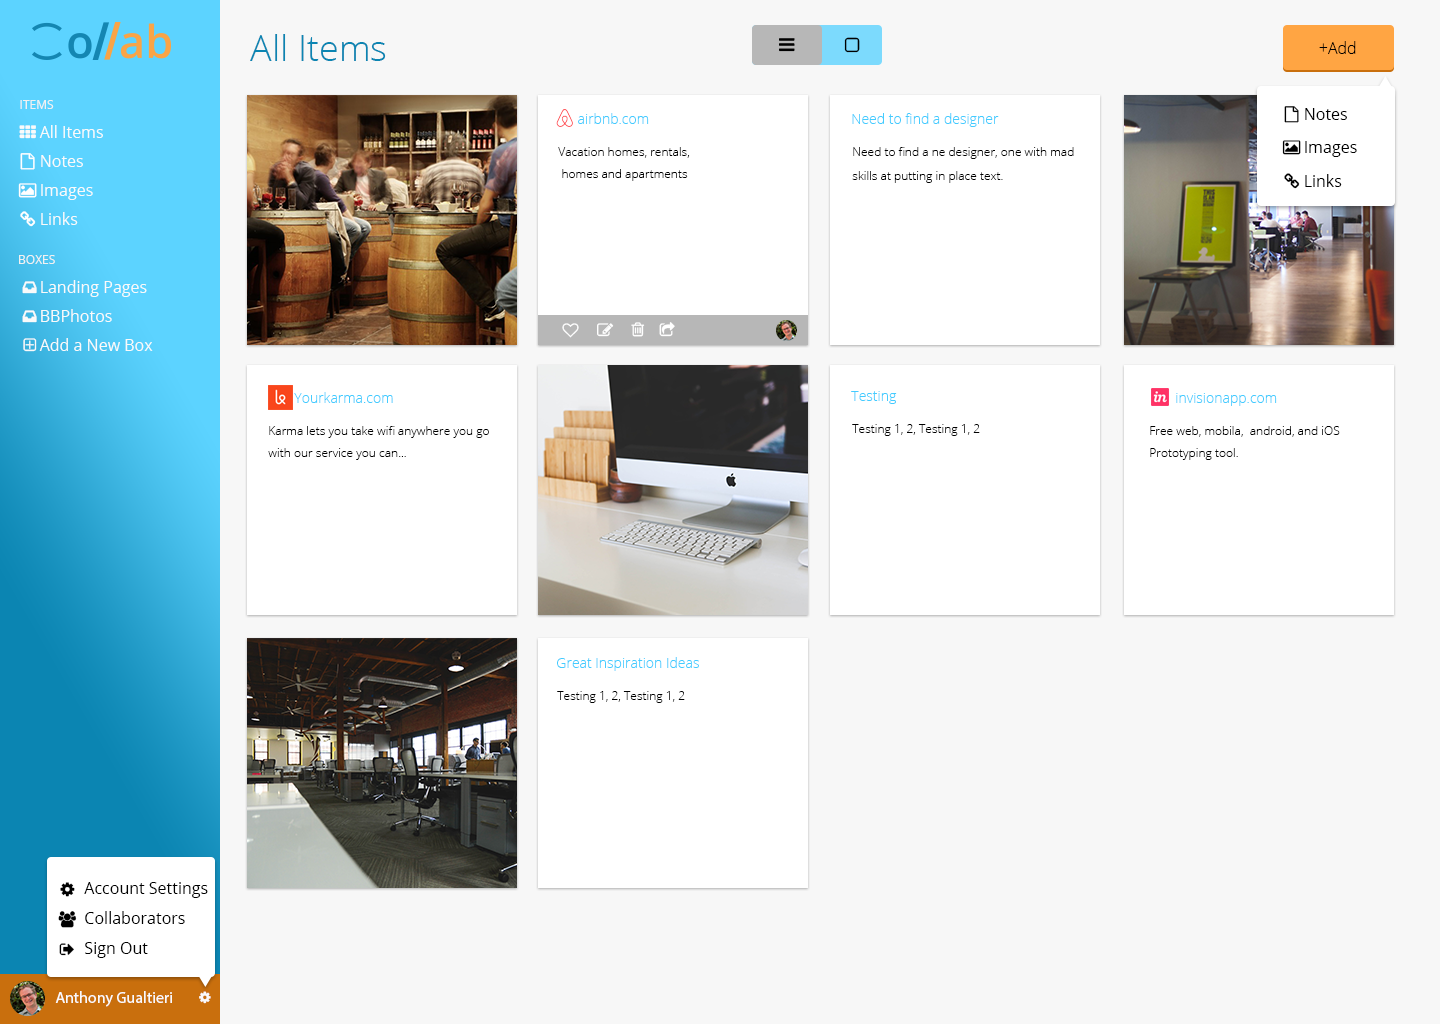 Collab
All Items
+Add
ITEMS
All Items
Notes
Images
Links
BOXES
Landing Pages
BBPhotos
Add a New Box
Notes
Images
Links
airbnb.com
Vacation homes, rentals,
homes and apartments
Need to find a designer
Need to find a ne designer, one with mad
skills at putting in place text.
Yourkarma.com
Karma lets you take wifi anywhere you go
with our service you can...
Testing
Testing 1, 2, Testing 1, 2
in
invisionapp.com
Free web, mobila, android, and iOS
Prototyping tool.
Great Inspiration Ideas
Testing 1, 2, Testing 1, 2
Account Settings
Collaborators
Sign Out
Anthony Gualtieri